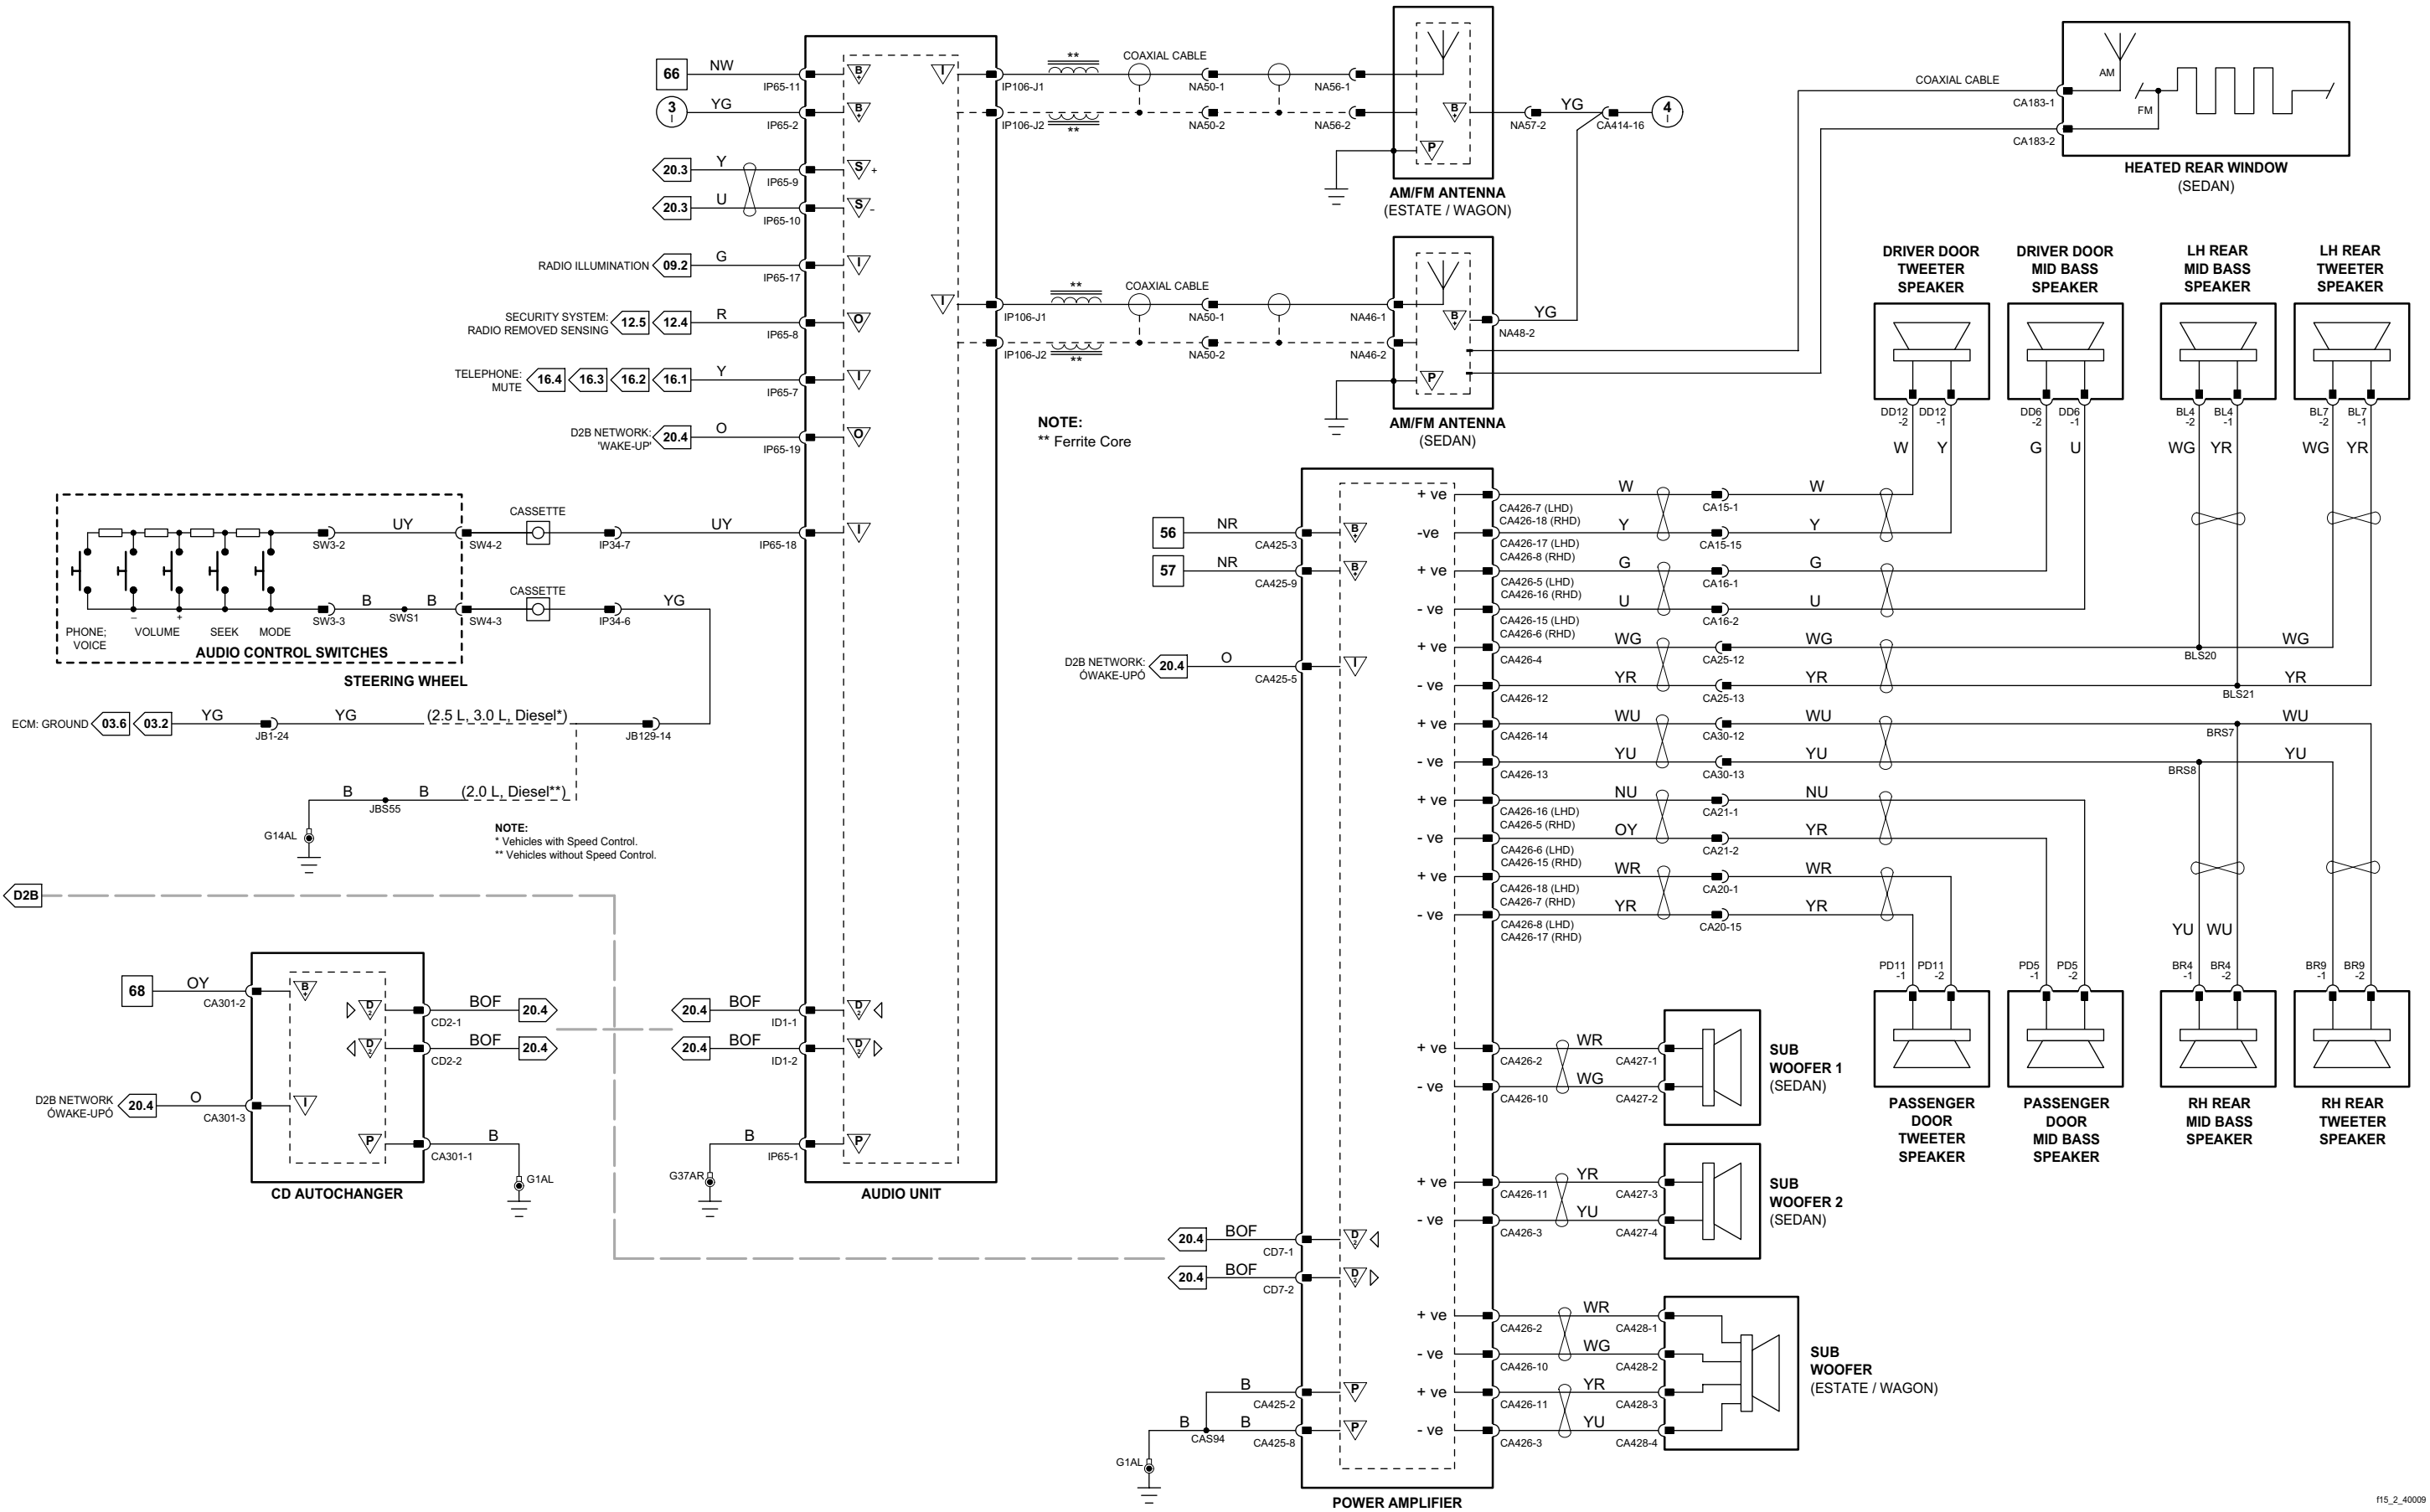 66
NW
IP65-11
B
+
3
I
YG
IP65-2
B
+
20.3
Y
IP65-9
S
+
20.3
U
IP65-10
S
-
RADIO ILLUMINATION
09.2
G
IP65-17
I
SECURITY SYSTEM:
RADIO REMOVED SENSING
12.5
12.4
R
IP65-8
O
TELEPHONE:
MUTE
16.4
16.3
16.2
16.1
Y
IP65-7
I
D2B NETWORK:
'WAKE-UP'
20.4
O
IP65-19
O
UY
SW3-2
SW4-2
CASSETTE
IP34-7
UY
IP65-18
I
B
B
SW3-3
SWS1
SW4-3
CASSETTE
IP34-6
YG
PHONE;
VOICE
–
VOLUME
+
SEEK
MODE
AUDIO CONTROL SWITCHES
STEERING WHEEL
ECM: GROUND
03.6
03.2
YG
JB1-24
YG
(2.5 L, 3.0 L, Diesel*)
JB129-14
B
JBS55
B
(2.0 L, Diesel**)
G14AL
NOTE:
* Vehicles with Speed Control.
** Vehicles without Speed Control.
D2B
68
OY
CA301-2
B
+
D
2
CD2-1
BOF
20.4
D
2
CD2-2
BOF
20.4
D2B NETWORK
ÓWAKE-UPÓ
20.4
O
CA301-3
I
P
CA301-1
B
G1AL
CD AUTOCHANGER
20.4
BOF
ID1-1
D
2
20.4
BOF
ID1-2
D
2
B
IP65-1
P
G37AR
AUDIO UNIT
I
IP106-J1
**
COAXIAL CABLE
NA50-1
NA56-1
IP106-J2
**
NA50-2
NA56-2
B
+
NA57-2
YG
CA414-16
4
I
P
AM/FM ANTENNA
(ESTATE / WAGON)
I
IP106-J1
**
COAXIAL CABLE
NA50-1
NA46-1
IP106-J2
**
NA50-2
NA46-2
B
+
NA48-2
YG
P
AM/FM ANTENNA
(SEDAN)
NOTE:
** Ferrite Core
COAXIAL CABLE
CA183-1
CA183-2
AM
FM
HEATED REAR WINDOW
(SEDAN)
DRIVER DOOR
TWEETER
SPEAKER
DRIVER DOOR
MID BASS
SPEAKER
LH REAR
MID BASS
SPEAKER
LH REAR
TWEETER
SPEAKER
DD12
-2
DD12
-1
DD6
-2
DD6
-1
BL4
-2
BL4
-1
BL7
-2
BL7
-1
W
Y
G
U
WG
YR
WG
YR
56
NR
CA425-3
B
+
57
NR
CA425-9
B
+
D2B NETWORK:
ÓWAKE-UPÓ
20.4
O
CA425-5
I
+ ve
CA426-7 (LHD)
CA426-18 (RHD)
W
CA15-1
W
-ve
CA426-17 (LHD)
CA426-8 (RHD)
Y
CA15-15
Y
+ ve
CA426-5 (LHD)
CA426-16 (RHD)
G
CA16-1
G
- ve
CA426-15 (LHD)
CA426-6 (RHD)
U
CA16-2
U
+ ve
CA426-4
WG
CA25-12
WG
BLS20
WG
- ve
CA426-12
YR
CA25-13
YR
BLS21
YR
+ ve
CA426-14
WU
CA30-12
WU
BRS7
WU
- ve
CA426-13
YU
CA30-13
YU
BRS8
YU
+ ve
CA426-16 (LHD)
CA426-5 (RHD)
NU
CA21-1
NU
- ve
CA426-6 (LHD)
CA426-15 (RHD)
OY
CA21-2
YR
+ ve
CA426-18 (LHD)
CA426-7 (RHD)
WR
CA20-1
WR
- ve
CA426-8 (LHD)
CA426-17 (RHD)
YR
CA20-15
YR
YU
WU
PD11
-1
PD11
-2
PD5
-1
PD5
-2
BR4
-1
BR4
-2
BR9
-1
BR9
-2
PASSENGER
DOOR
TWEETER
SPEAKER
PASSENGER
DOOR
MID BASS
SPEAKER
RH REAR
MID BASS
SPEAKER
RH REAR
TWEETER
SPEAKER
+ ve
CA426-2
WR
CA427-1
- ve
CA426-10
WG
CA427-2
SUB
WOOFER 1
(SEDAN)
+ ve
CA426-11
YR
CA427-3
- ve
CA426-3
YU
CA427-4
SUB
WOOFER 2
(SEDAN)
20.4
BOF
CD7-1
D
2
20.4
BOF
CD7-2
D
2
+ ve
CA426-2
WR
CA428-1
- ve
CA426-10
WG
CA428-2
+ ve
CA426-11
YR
CA428-3
- ve
CA426-3
YU
CA428-4
SUB
WOOFER
(ESTATE / WAGON)
B
CA425-2
P
B
CAS94
B
CA425-8
P
G1AL
POWER AMPLIFIER
f15_2_40009